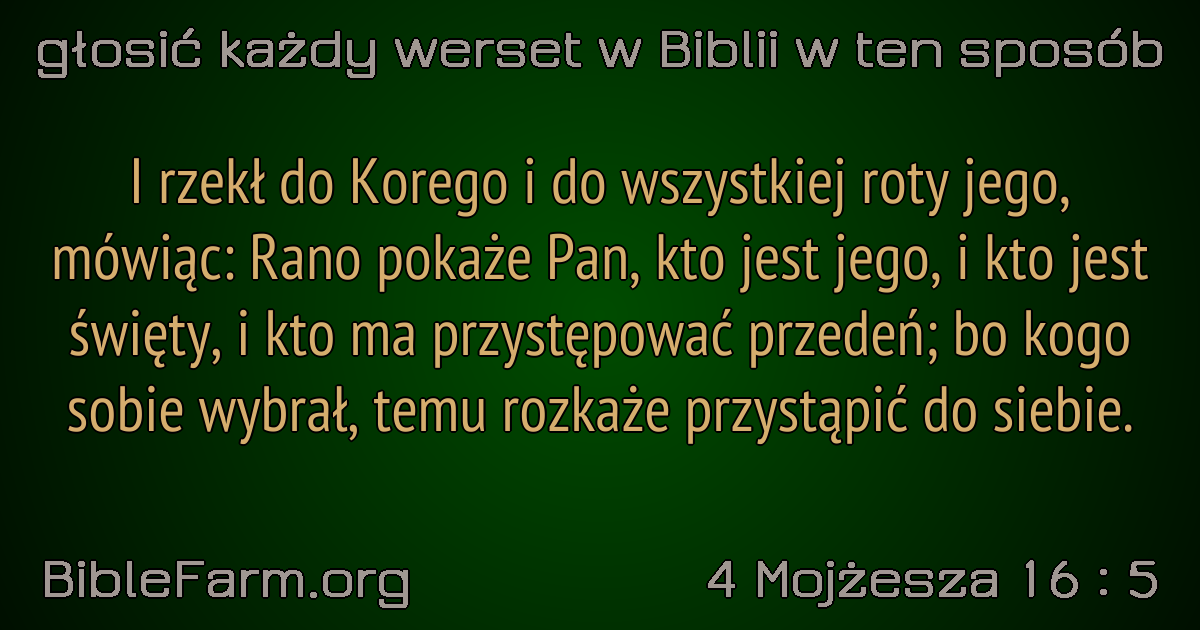 głosić każdy werset w Biblii w ten sposób
I rzekł do Korego i do wszystkiej roty jego,
mówiąc: Rano pokaże Pan, kto jest jego, i kto jest
święty, i kto ma przystępować przedeń; bo kogo
sobie wybrał, temu rozkaże przystąpić do siebie.
BibleFarm.org
4 Mojżesza 16 : 5